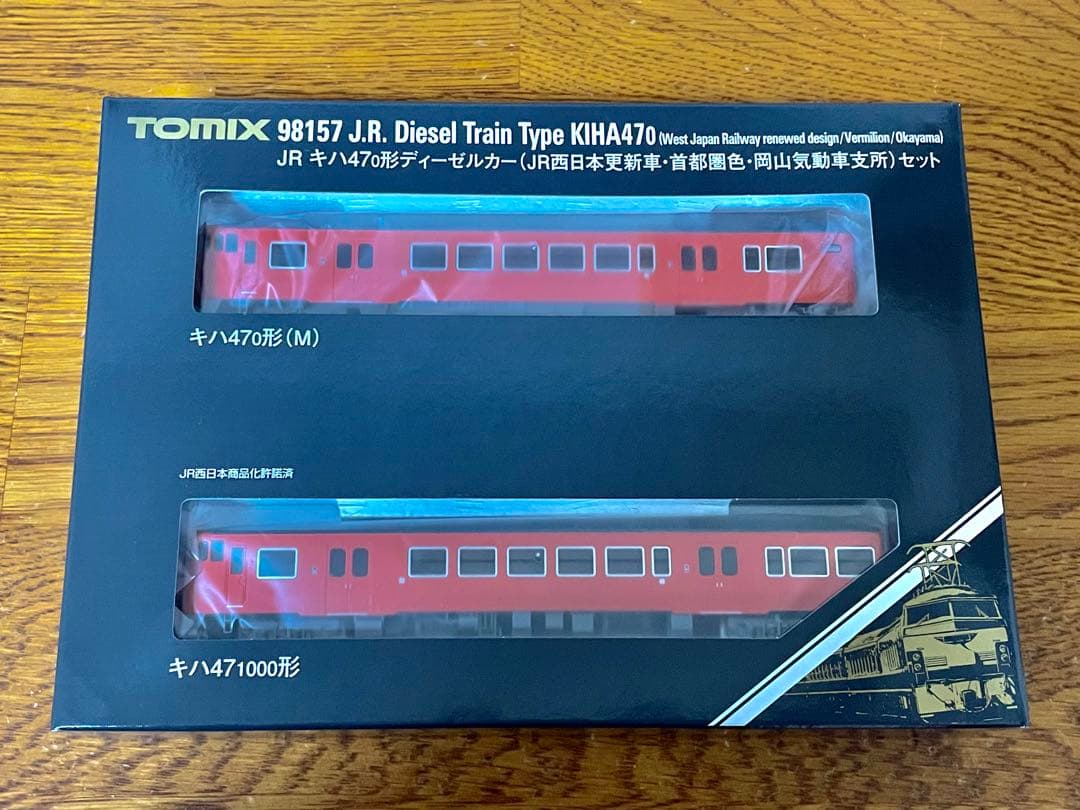 TOMIX 98157 J.R. Diesel Train Type KIHA470 (West Japan Railway renewed design/Vermilion/Okayama)
JR キハ470形ディーゼルカー(JR西日本更新車・首都圏色・岡山気動車支所)セット
キハ470形(M)
JR西日本商品化許諾済
キハ471000形